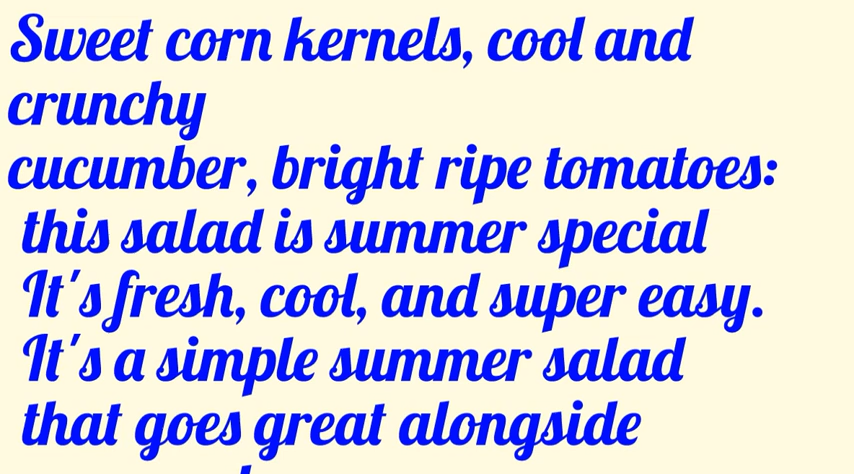 Sweet corn kernels, cool and
crunchy
cucumber, bright ripe tomatoes:
this salad is summer special
It's fresh, cool, and super easy.
It's a simple summer salad
that goes great alongside